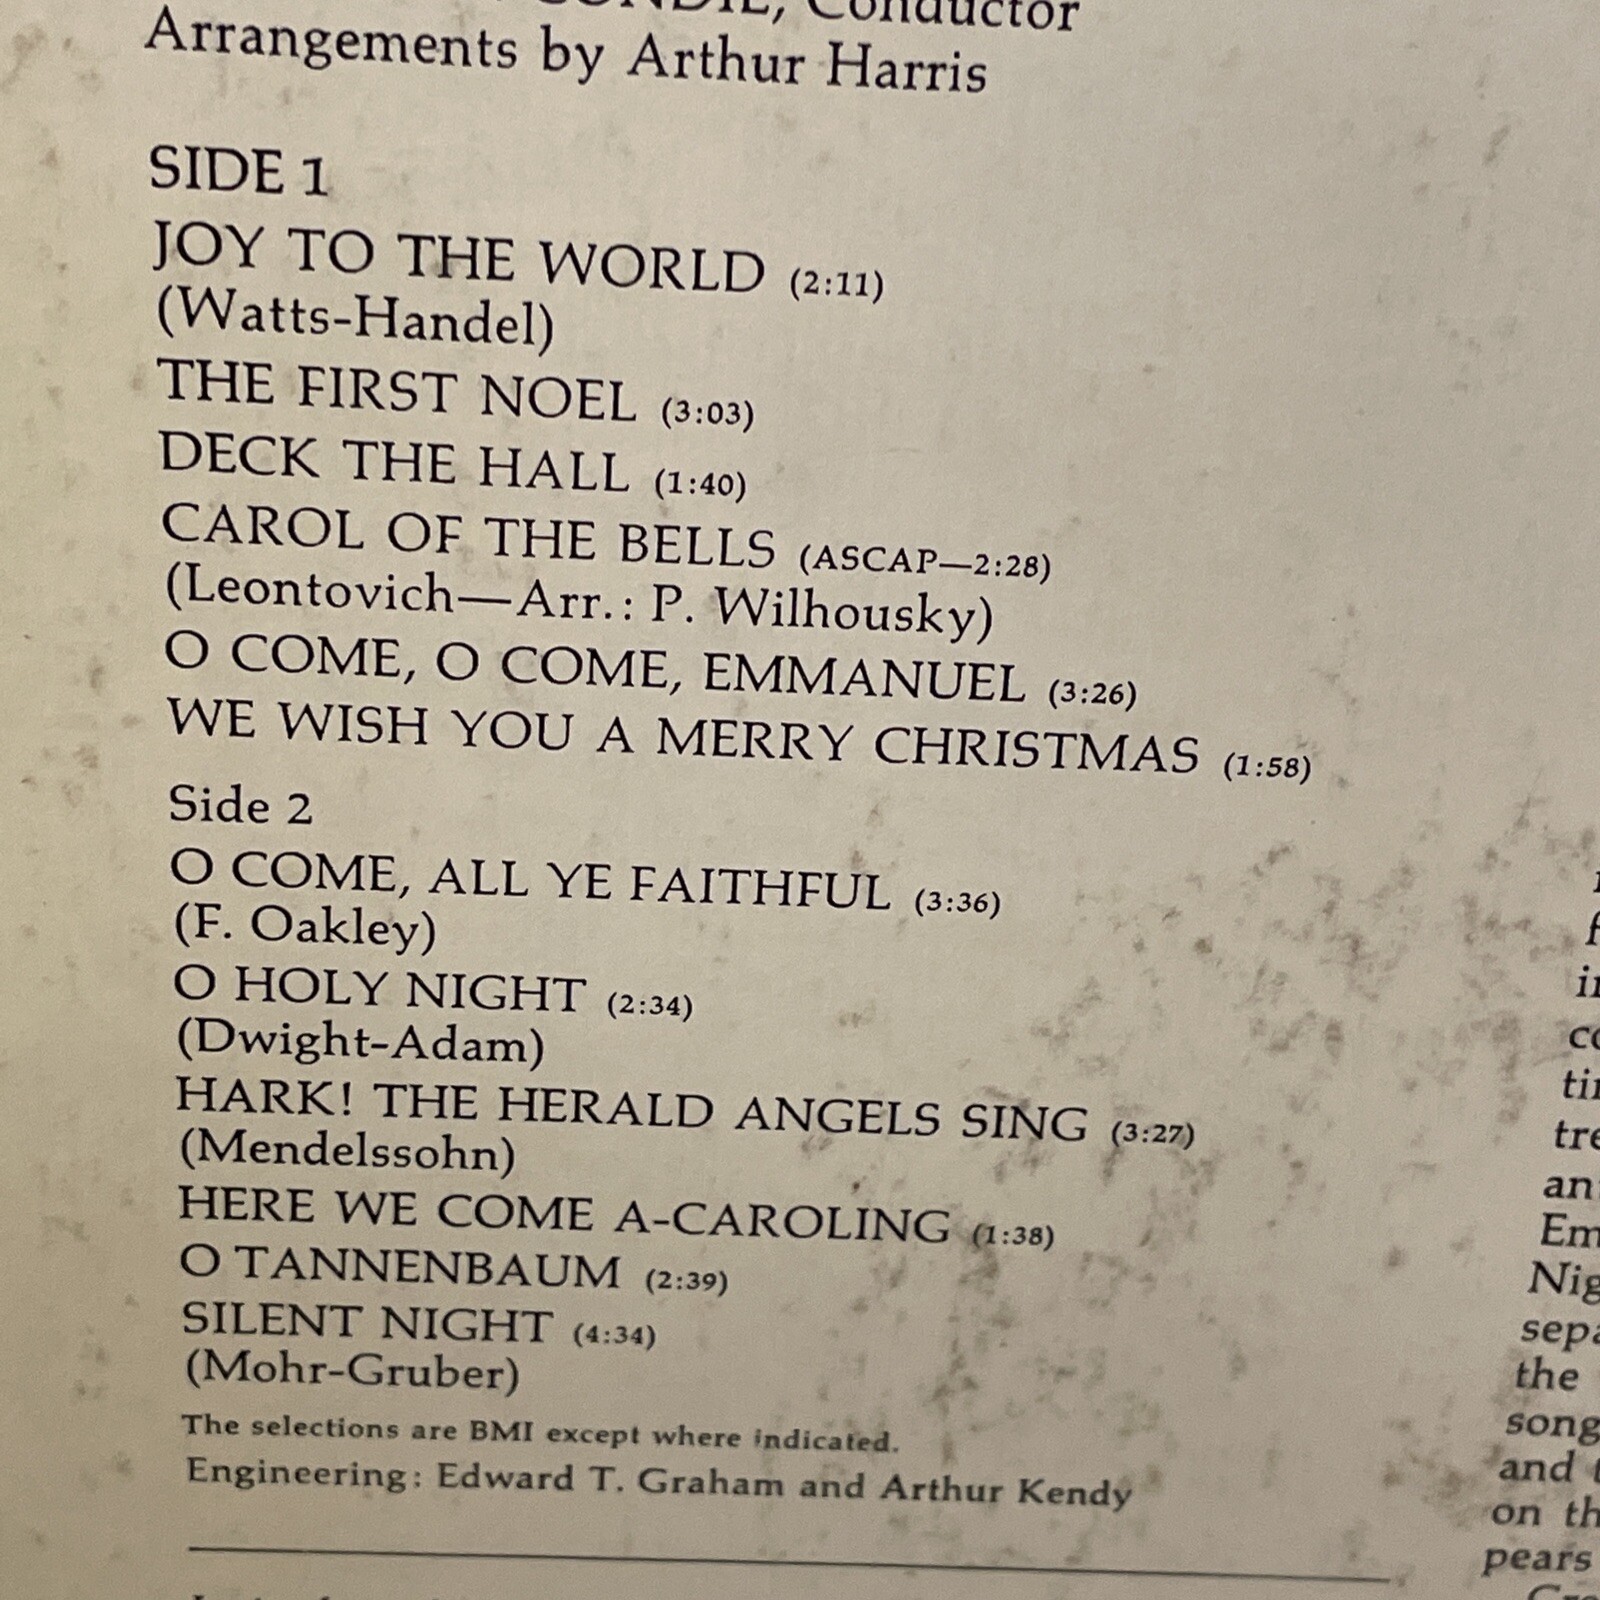 CONDIE, Conductor
Arrangements by Arthur Harris
SIDE 1
JOY TO THE WORLD (2:11)
(Watts-Handel)
THE FIRST NOEL (3:03)
DECK THE HALL (1:40)
CAROL OF THE BELLS (ASCAP—2:28)
(Leontovich—Arr.: P. Wilhousky)
O COME, O COME, EMMANUEL (3:26)
WE WISH YOU A MERRY CHRISTMAS (1:58)
Side 2
O COME, ALL YE FAITHFUL (3:36)
(F. Oakley)
O HOLY NIGHT (2:34)
(Dwight-Adam)
HARK! THE HERALD ANGELS SING (3:27)
(Mendelssohn)
HERE WE COME A-CAROLING (1:38)
O TANNENBAUM (2:39)
SILENT NIGHT (4:34)
(Mohr-Gruber)
The selections are BMI except where indicated.
Engineering: Edward T. Graham and Arthur Kendy
the
song
and
on th
pears